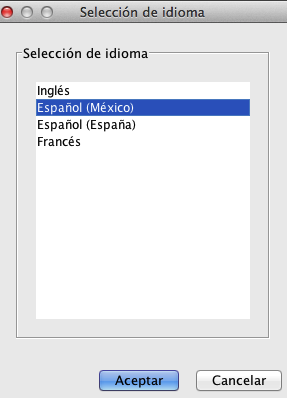 Selección de idioma
Selección de idioma
Inglés
Español (México)
Español (España)
Francés
Aceptar
Cancelar